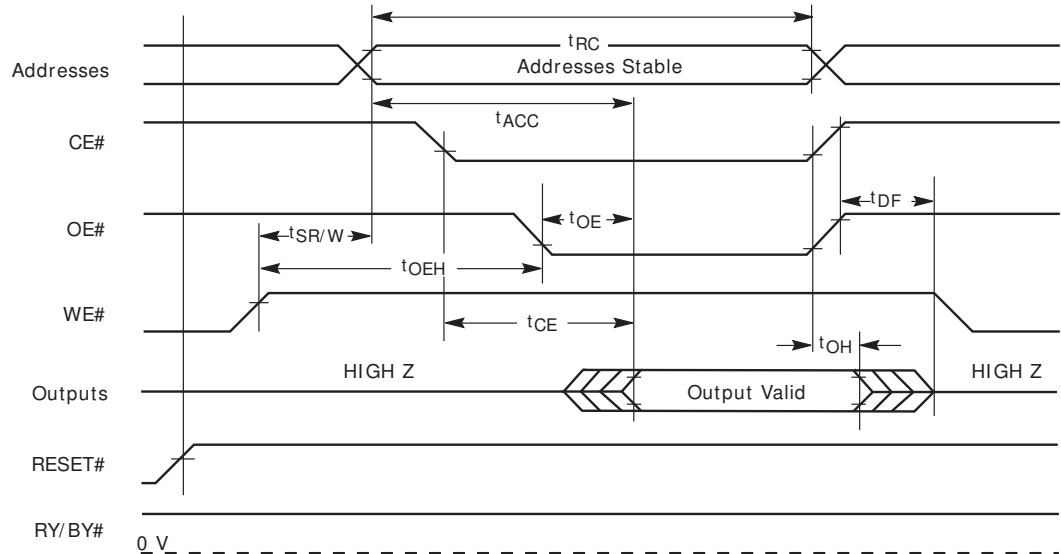 tRC
Addresses
Addresses Stable
tACC
CE#
tDF
OE#
tOE
tSR/W
tOEH
WE#
tCE
tOH
HIGH Z
HIGH Z
Outputs
Output Valid
RESET#
RY/BY#
0 V